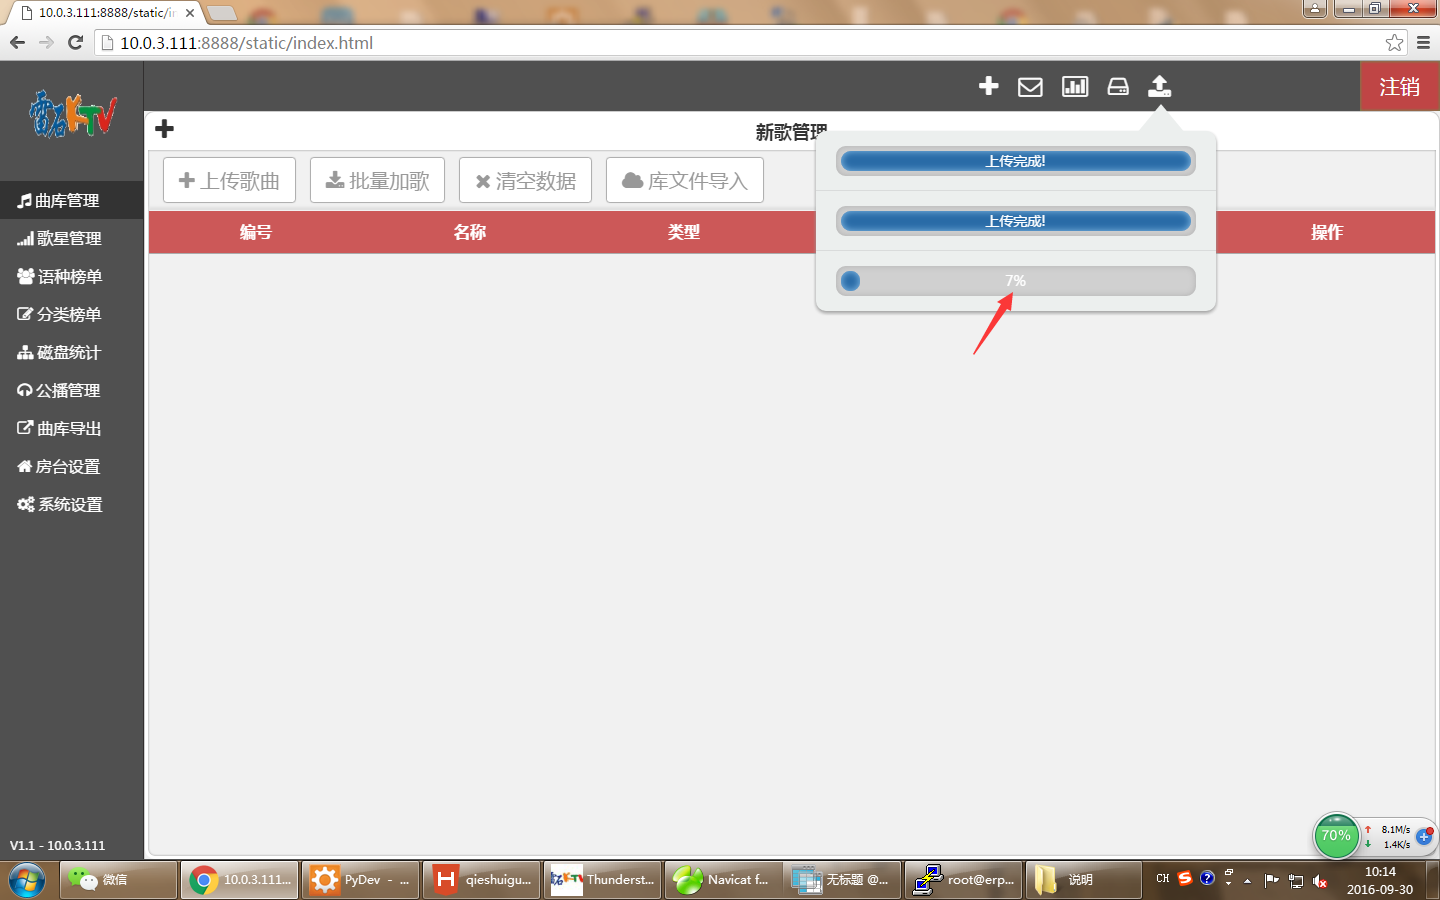 10.0.3.111:8888/static/in
10.0.3.111:8888/static/index.html
雷石KTV
注销
新歌管理
上传歌曲
批量加歌
清空数据
库文件导入
上传完成!
上传完成!
7%
编号
名称
类型
操作
曲库管理
歌星管理
语种榜单
分类榜单
磁盘统计
公播管理
曲库导出
房台设置
系统设置
V1.1 - 10.0.3.111
70%
8.1M/s
1.4K/s
微信
10.0.3.111...
PyDev - ...
qieshuigu...
Thunderst...
Navicat f...
无标题 @...
root@erp...
说明
CH
10:14
2016-09-30